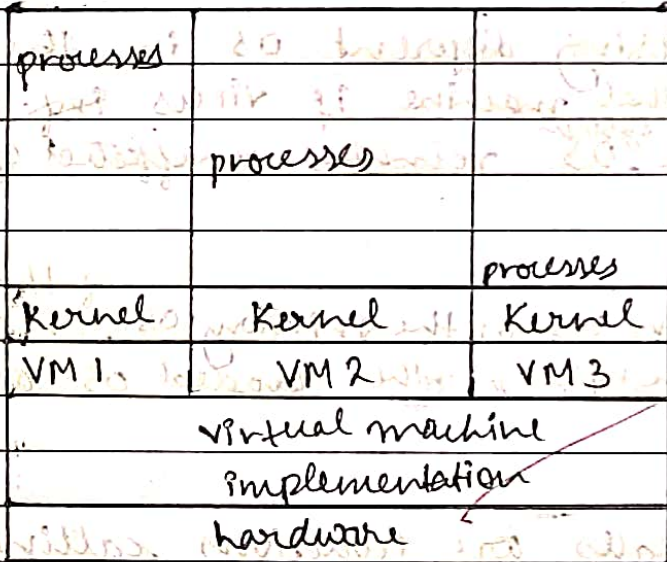 processes
processes
processes
Kernel Kernel Kernel
VM 1 VM 2 VM 3
virtual machine
implementation
hardware